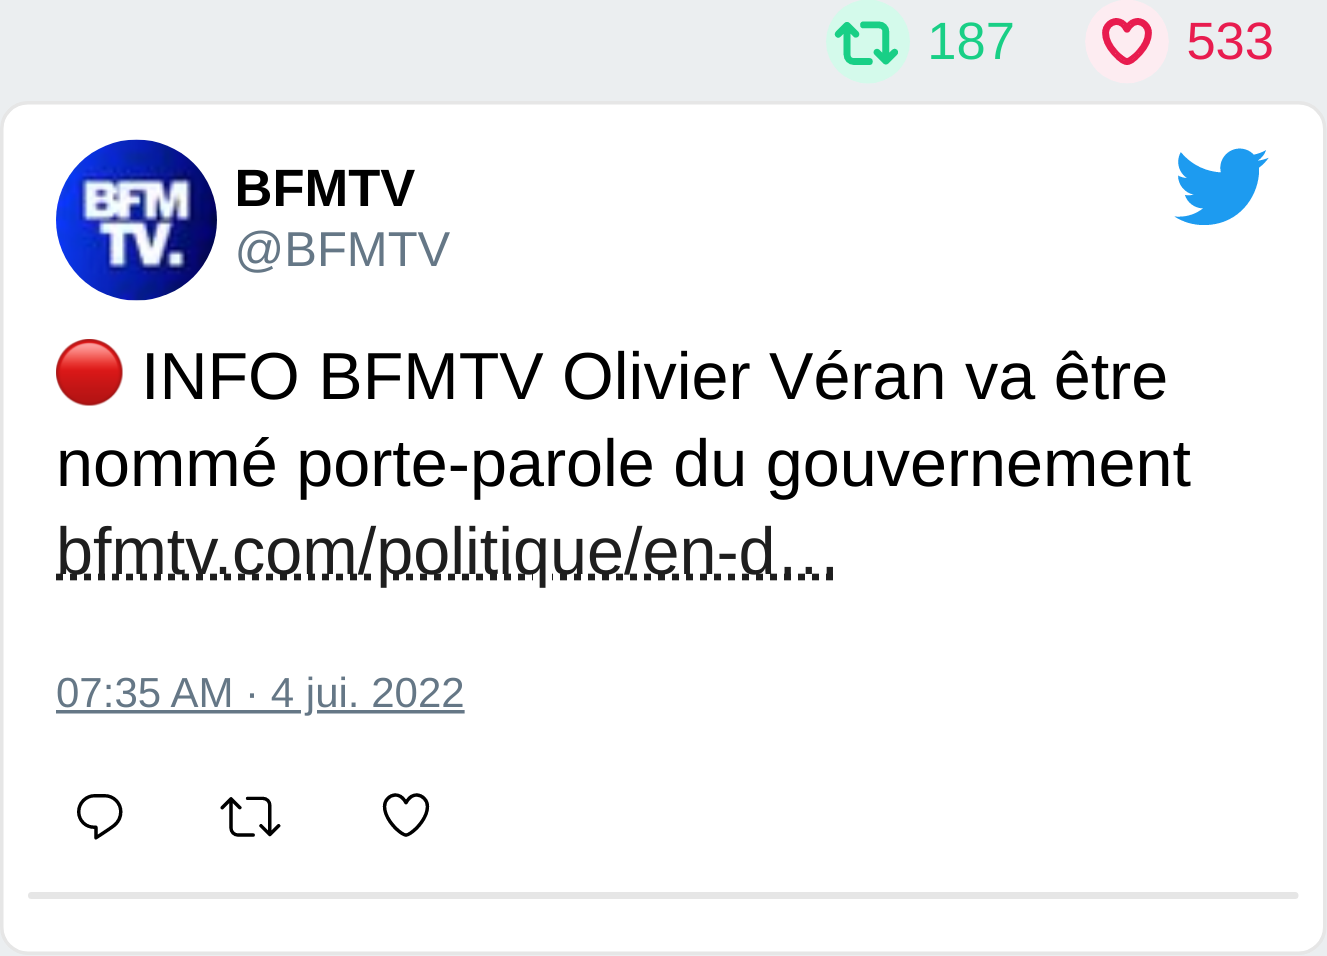 187 533
BFM
TV.
BFMTV
@BFMTV
🔴 INFO BFMTV Olivier Véran va être
nommé porte-parole du gouvernement
bfmtv.com/politique/en-d...
07:35 AM · 4 jui. 2022